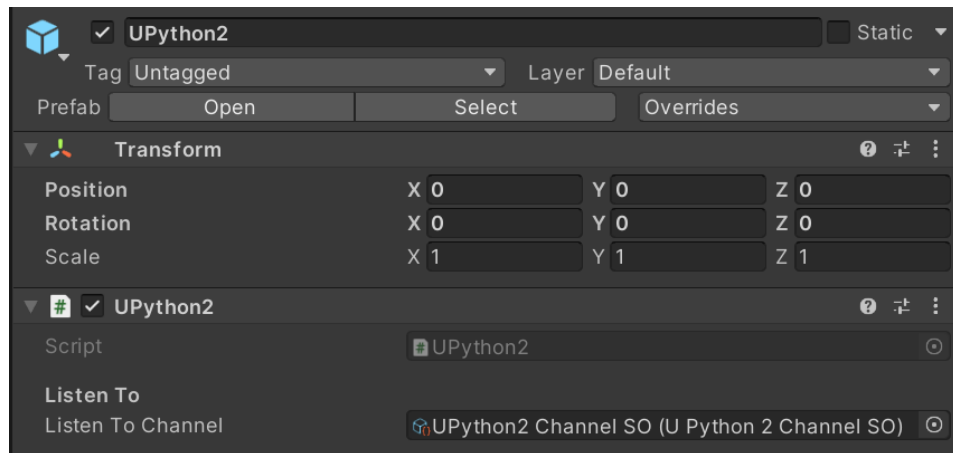 UPython2 Static
Tag Untagged Layer Default
Prefab Open Select Overrides
Transform
Position X 0 Y 0 Z 0
Rotation X 0 Y 0 Z 0
Scale X 1 Y 1 Z 1
# UPython2
Script # UPython2
Listen To
Listen To Channel UPython2 Channel SO (U Python 2 Channel SO)